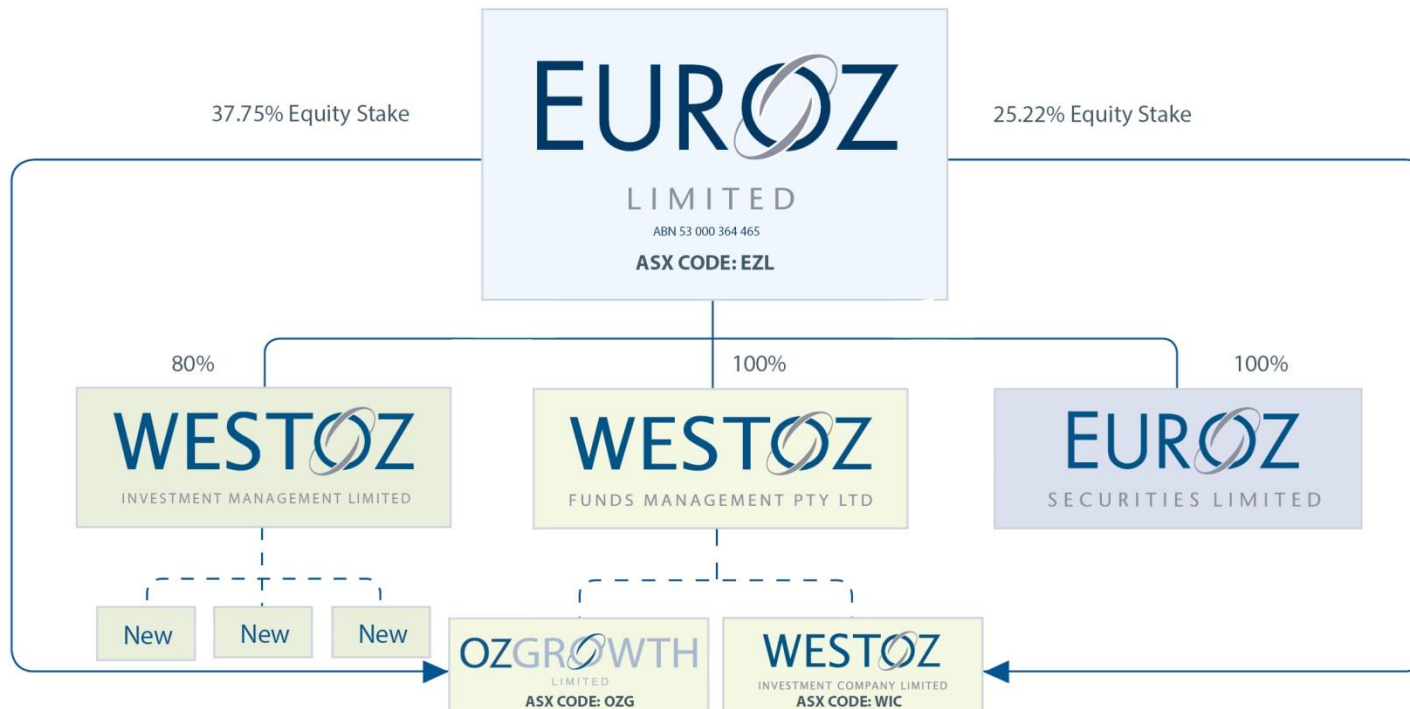 EUROZ
LIMITED
ABN 53 000 364 465
ASX CODE: EZL
37.75% Equity Stake
25.22% Equity Stake
80%
100%
100%
WESTOZ
INVESTMENT MANAGEMENT LIMITED
WESTOZ
FUNDS MANAGEMENT PTY LTD
EUROZ
SECURITIES LIMITED
New
New
New
OZGROWTH
LIMITED
ASX CODE: OZG
WESTOZ
INVESTMENT COMPANY LIMITED
ASX CODE: WIC